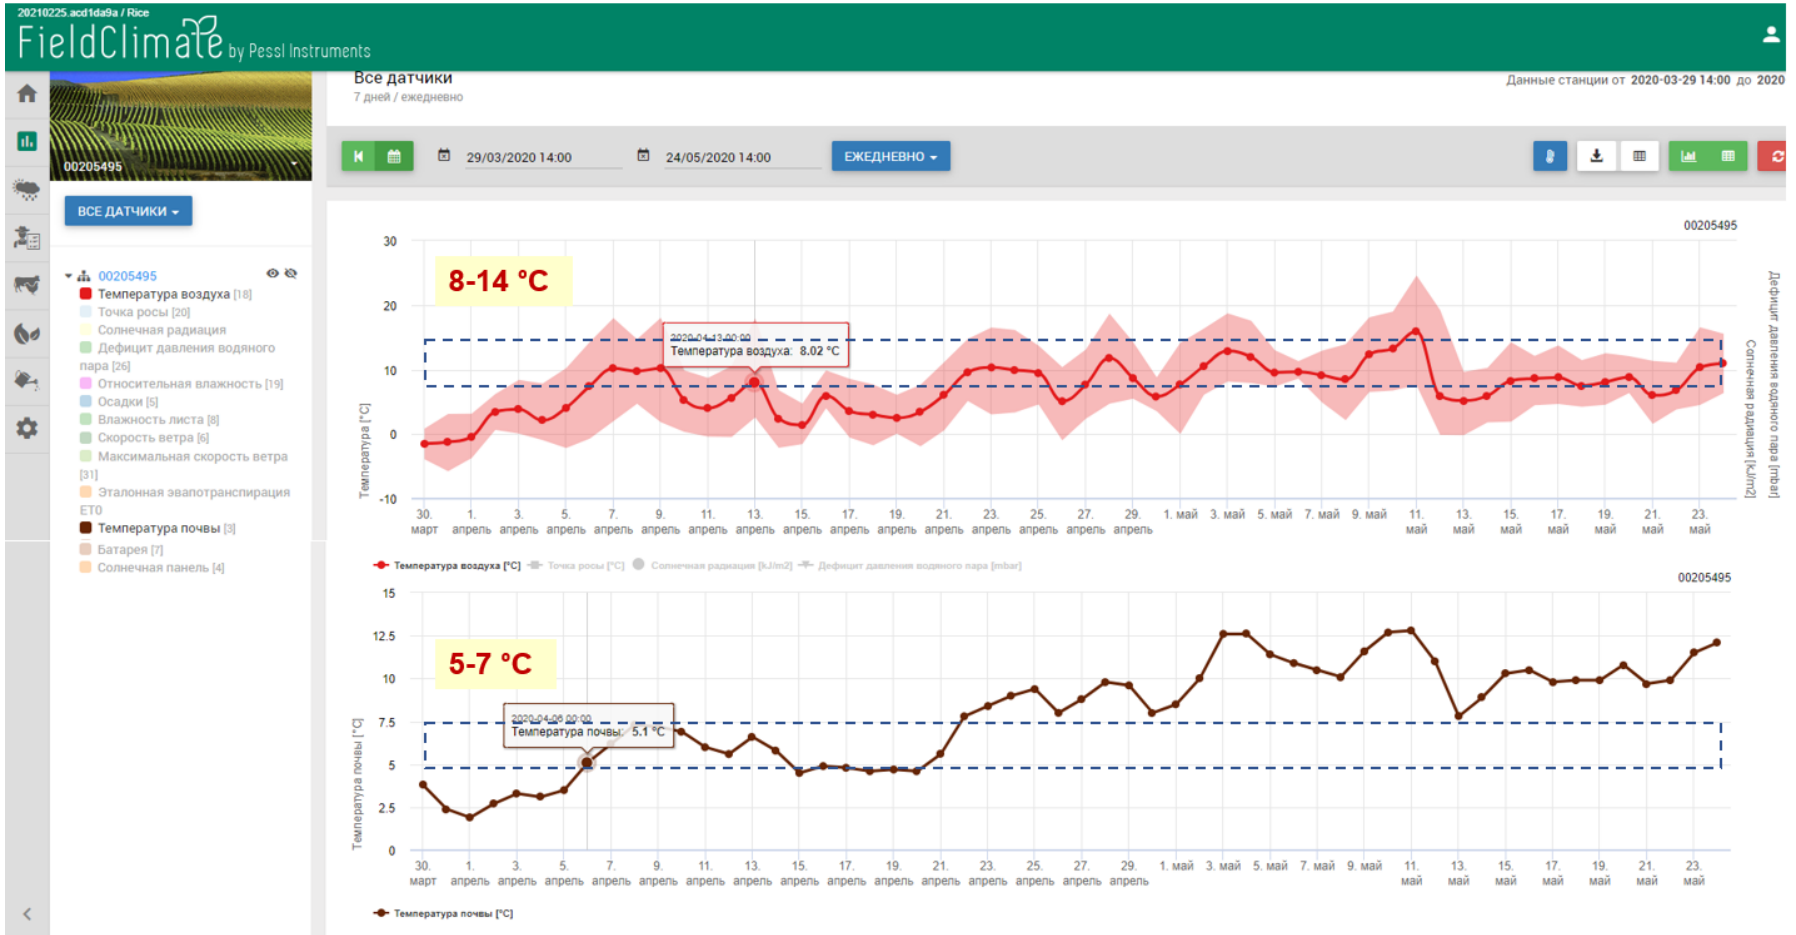 20210225.acd1da9a / Rice
FieldClimate by Pessl Instruments
Все датчики
7 дней / ежедневно
Данные станции от 2020-03-29 14:00 до 2020
00205495
29/03/2020 14:00
24/05/2020 14:00
ЕЖЕДНЕВНО
ВСЕ ДАТЧИКИ
00205495
Температура воздуха [18]
Точка росы [20]
Солнечная радиация
Дефицит давления водяного
пара [26]
Относительная влажность [19]
Осадки [5]
Влажность листа [8]
Скорость ветра [6]
Максимальная скорость ветра
[31]
Эталонная эвапотранспирация
ET0
Температура почвы [3]
Батарея [7]
Солнечная панель [4]
00205495
8-14 °C
30
20
10
0
-10
Температура [°C]
2020-04-13 00:00
Температура воздуха: 8.02 °C
Дефицит давления водяного пара [mbar]
Солнечная радиация [kJ/m2]
30. 1. 3. 5. 7. 9. 11. 13. 15. 17. 19. 21. 23. 25. 27. 29. 1. май 3. май 5. май 7. май 9. май 11. 13. 15. 17. 19. 21. 23.
март апрель апрель апрель апрель апрель апрель апрель апрель апрель апрель апрель апрель апрель апрель апрель май май май май май май май
Температура воздуха [°C] Точка росы [°C] Солнечная радиация [kJ/m2] Дефицит давления водяного пара [mbar]
00205495
5-7 °C
15
12.5
10
7.5
5
2.5
0
Температура почвы [°C]
2020-04-06 00:00
Температура почвы: 5.1 °C
30. 1. 3. 5. 7. 9. 11. 13. 15. 17. 19. 21. 23. 25. 27. 29. 1. май 3. май 5. май 7. май 9. май 11. 13. 15. 17. 19. 21. 23.
март апрель апрель апрель апрель апрель апрель апрель апрель апрель апрель апрель апрель апрель апрель апрель май май май май май май май
Температура почвы [°C]